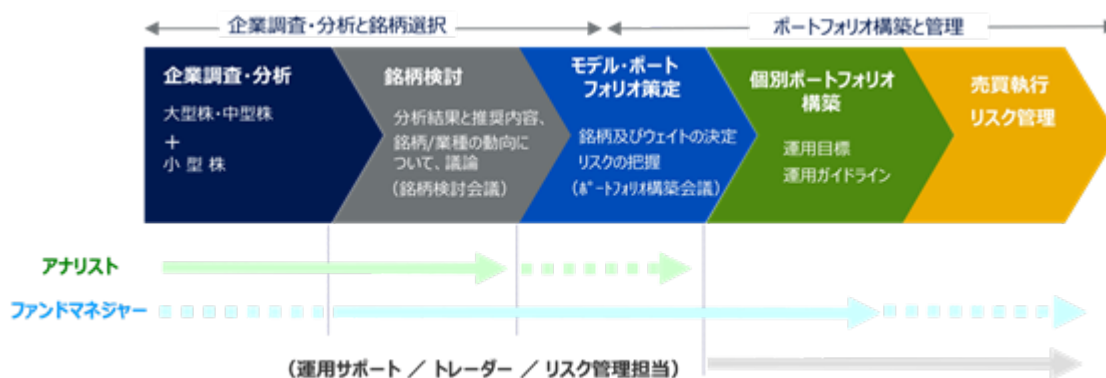 企業調査・分析と銘柄選択
ポートフォリオ構築と管理
企業調査・分析
大型株・中型株
＋
小 型 株
銘柄検討
分析結果と推奨内容、
銘柄/業種の動向に
ついて、議論
（銘柄検討会議）
モデル・ポート
フォリオ策定
銘柄及びウェイトの決定
リスクの把握
（ﾎﾟｰﾄﾌｫﾘｵ構築会議）
個別ポートフォリオ
構築
運用目標
運用ガイドライン
売買執行
リスク管理
アナリスト
ファンドマネジャー
（運用サポート ／ トレーダー ／ リスク管理担当）